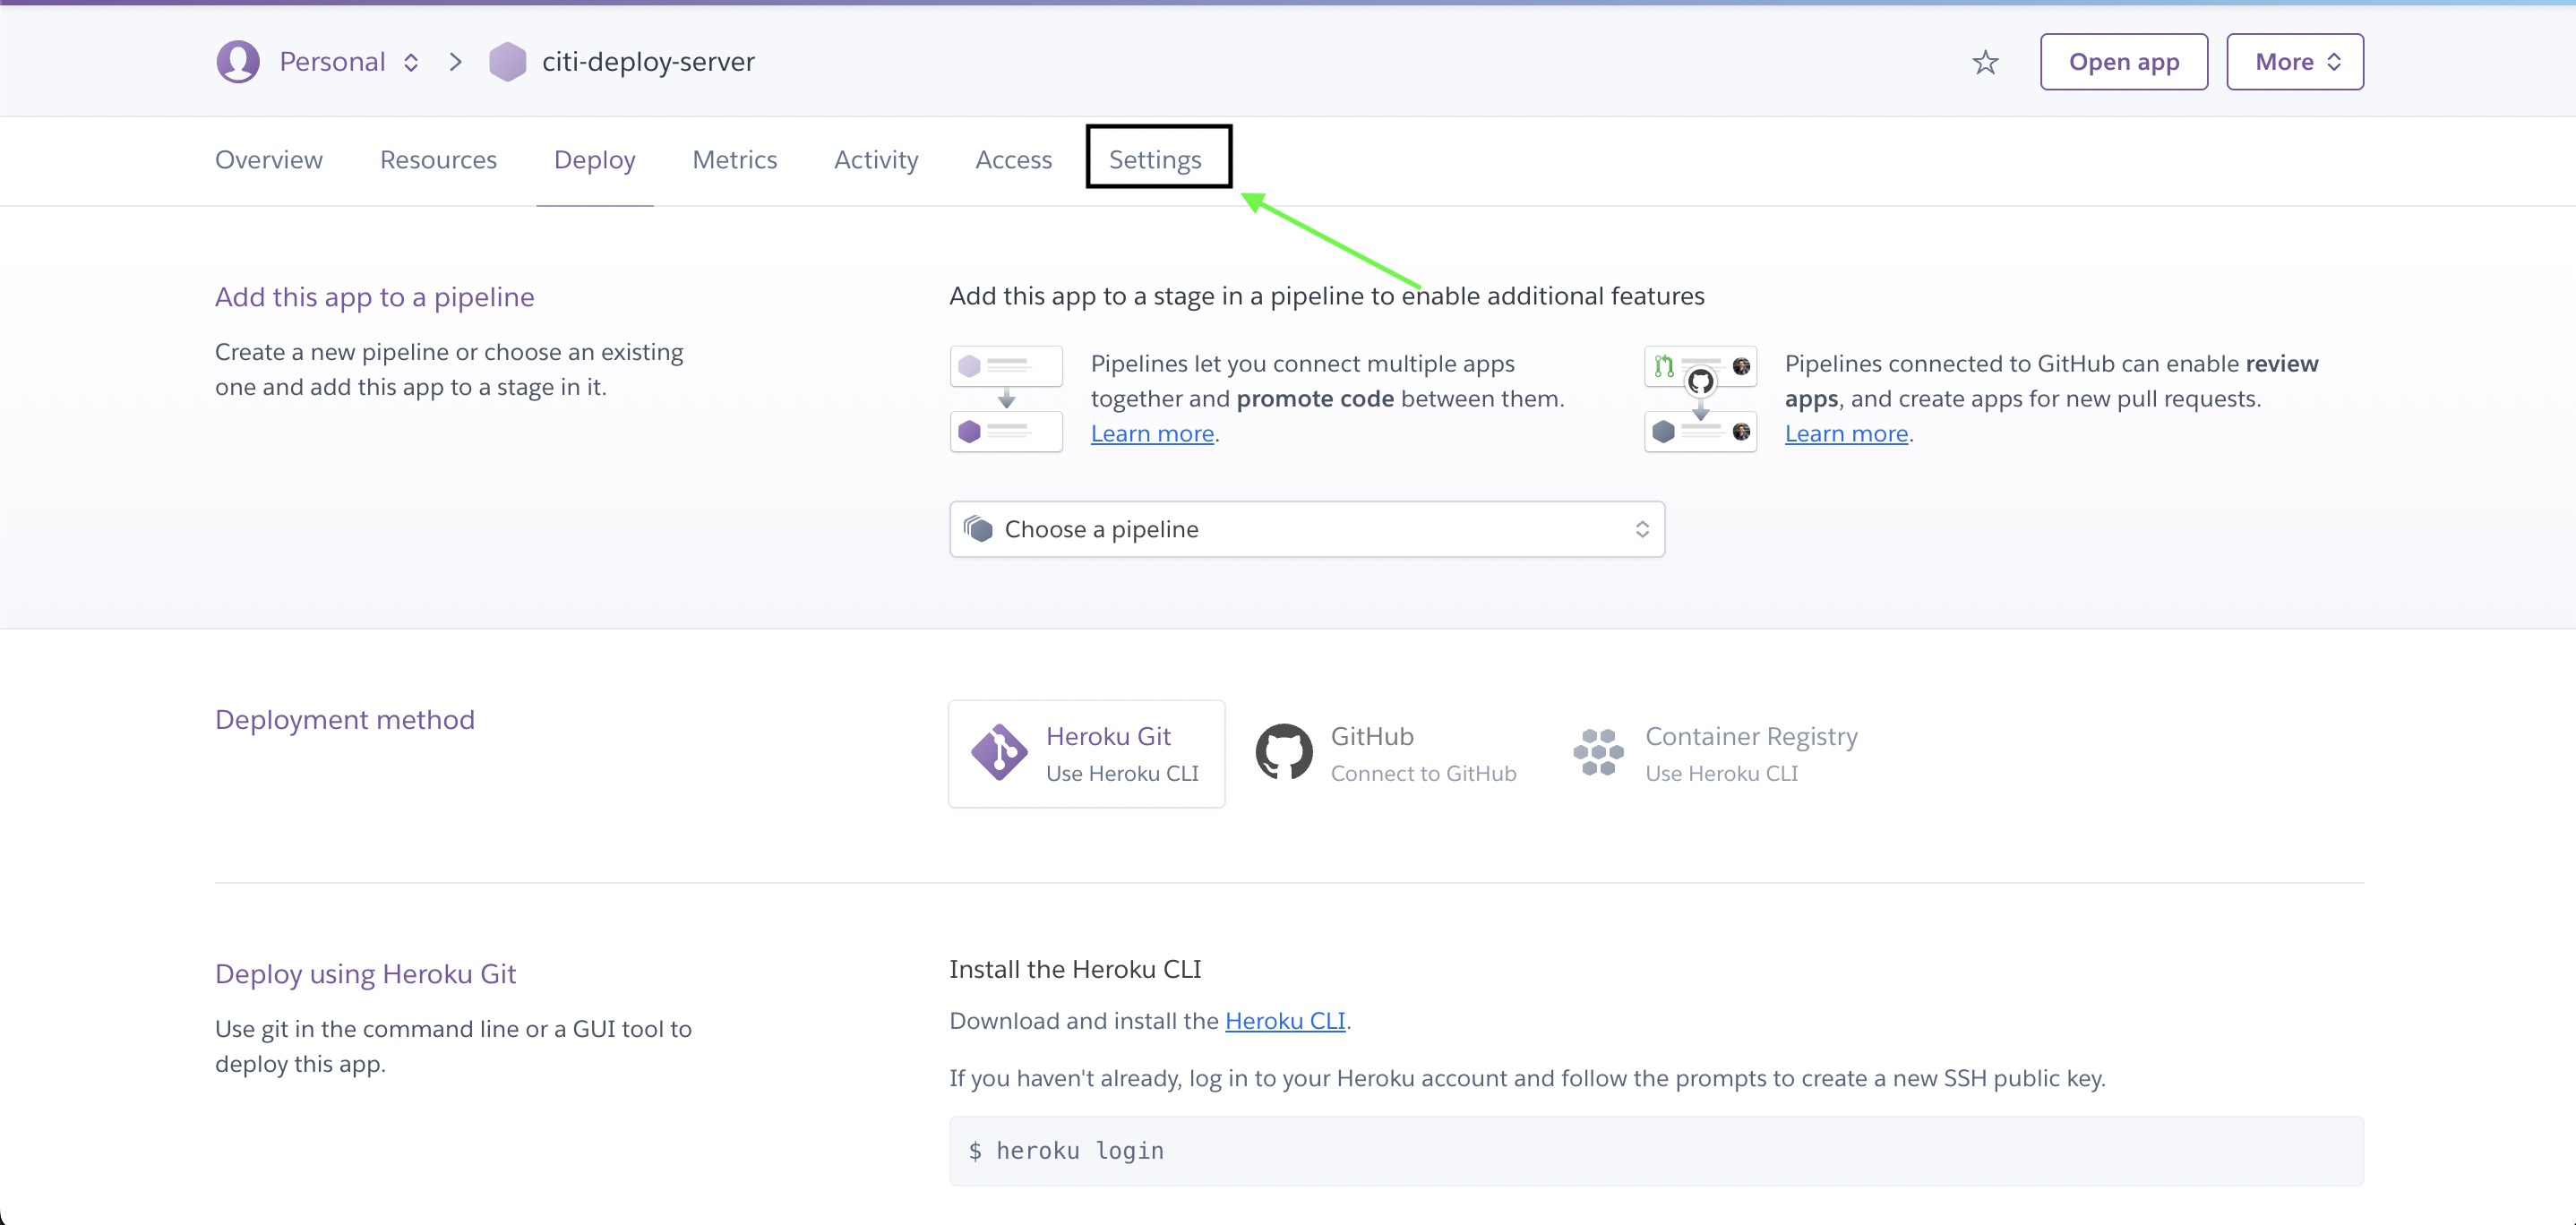 Personal
citi-deploy-server
Open app
More
Overview
Resources
Deploy
Metrics
Activity
Access
Settings
Add this app to a pipeline
Create a new pipeline or choose an existing
one and add this app to a stage in it.
Add this app to a stage in a pipeline to enable additional features
Pipelines let you connect multiple apps
together and promote code between them.
Learn more.
Pipelines connected to GitHub can enable review
apps, and create apps for new pull requests.
Learn more.
Choose a pipeline
Deployment method
Heroku Git
Use Heroku CLI
GitHub
Connect to GitHub
Container Registry
Use Heroku CLI
Deploy using Heroku Git
Use git in the command line or a GUI tool to
deploy this app.
Install the Heroku CLI
Download and install the Heroku CLI.
If you haven't already, log in to your Heroku account and follow the prompts to create a new SSH public key.
$ heroku login